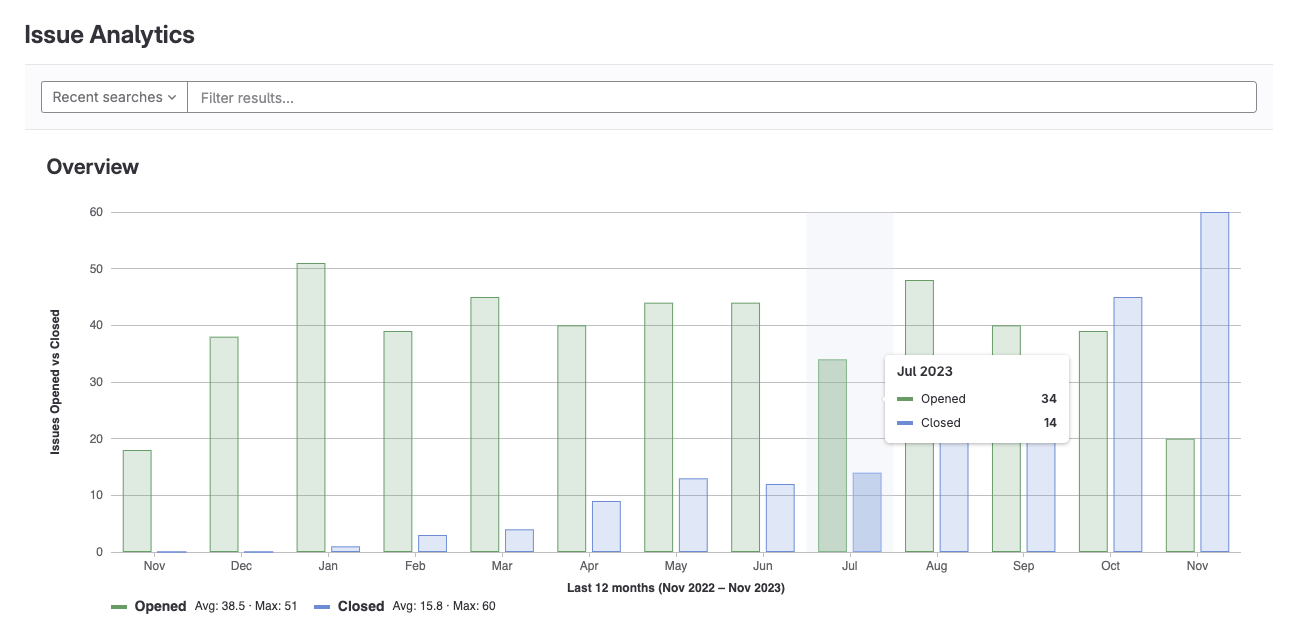 Issue Analytics
Recent searches Filter results...
Overview
Issues Opened vs Closed
60
50
40
30
20
10
0
Jul 2023
Opened 34
Closed 14
Nov Dec Jan Feb Mar Apr May Jun Jul Aug Sep Oct Nov
Last 12 months (Nov 2022 – Nov 2023)
Opened Avg: 38.5 · Max: 51 Closed Avg: 15.8 · Max: 60